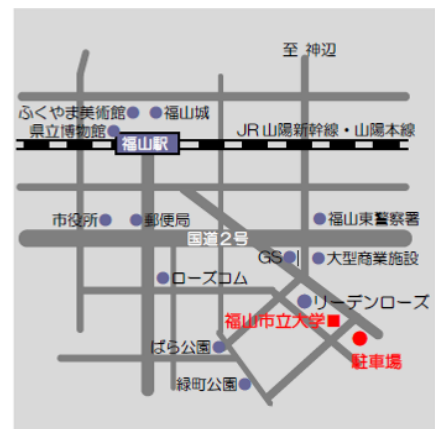 至 神辺
ふくやま美術館
福山城
県立博物館
福山駅
JR山陽新幹線・山陽本線
市役所
郵便局
福山東警察署
国道2号
GS
大型商業施設
ローズコム
リーデンローズ
福山市立大学
ばら公園
駐車場
緑町公園